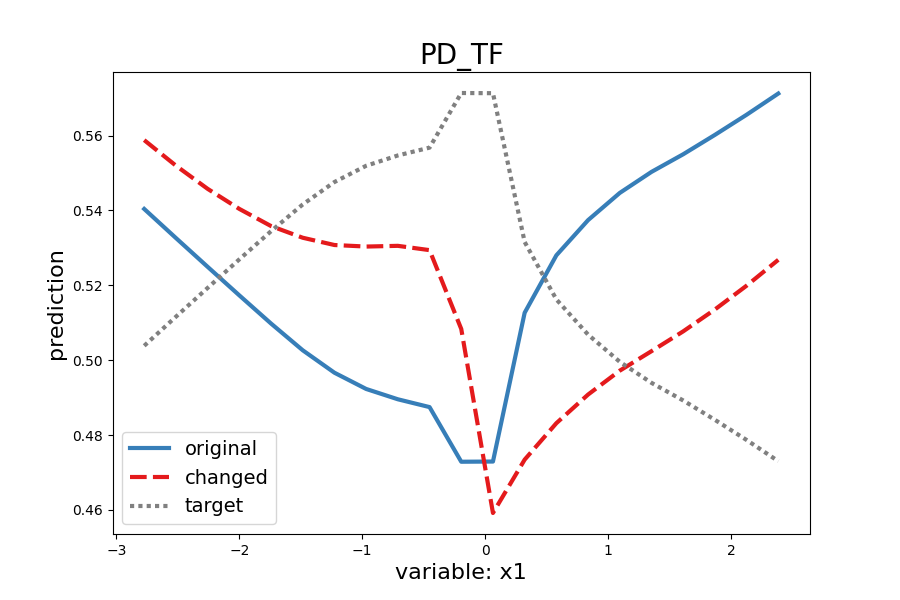 PD_TF
prediction
0.56
0.54
0.52
0.50
0.48
0.46
original
changed
target
−3
−2
−1
0
1
2
variable: x1